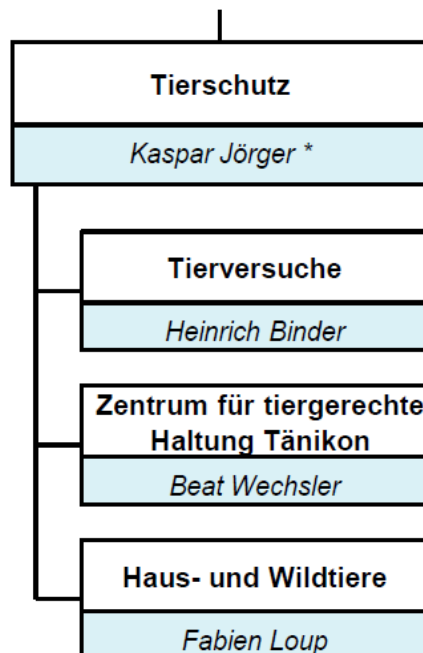 Tierschutz
Kaspar Jörger *
Tierversuche
Heinrich Binder
Zentrum für tiergerechte
Haltung Tänikon
Beat Wechsler
Haus- und Wildtiere
Fabien Loup